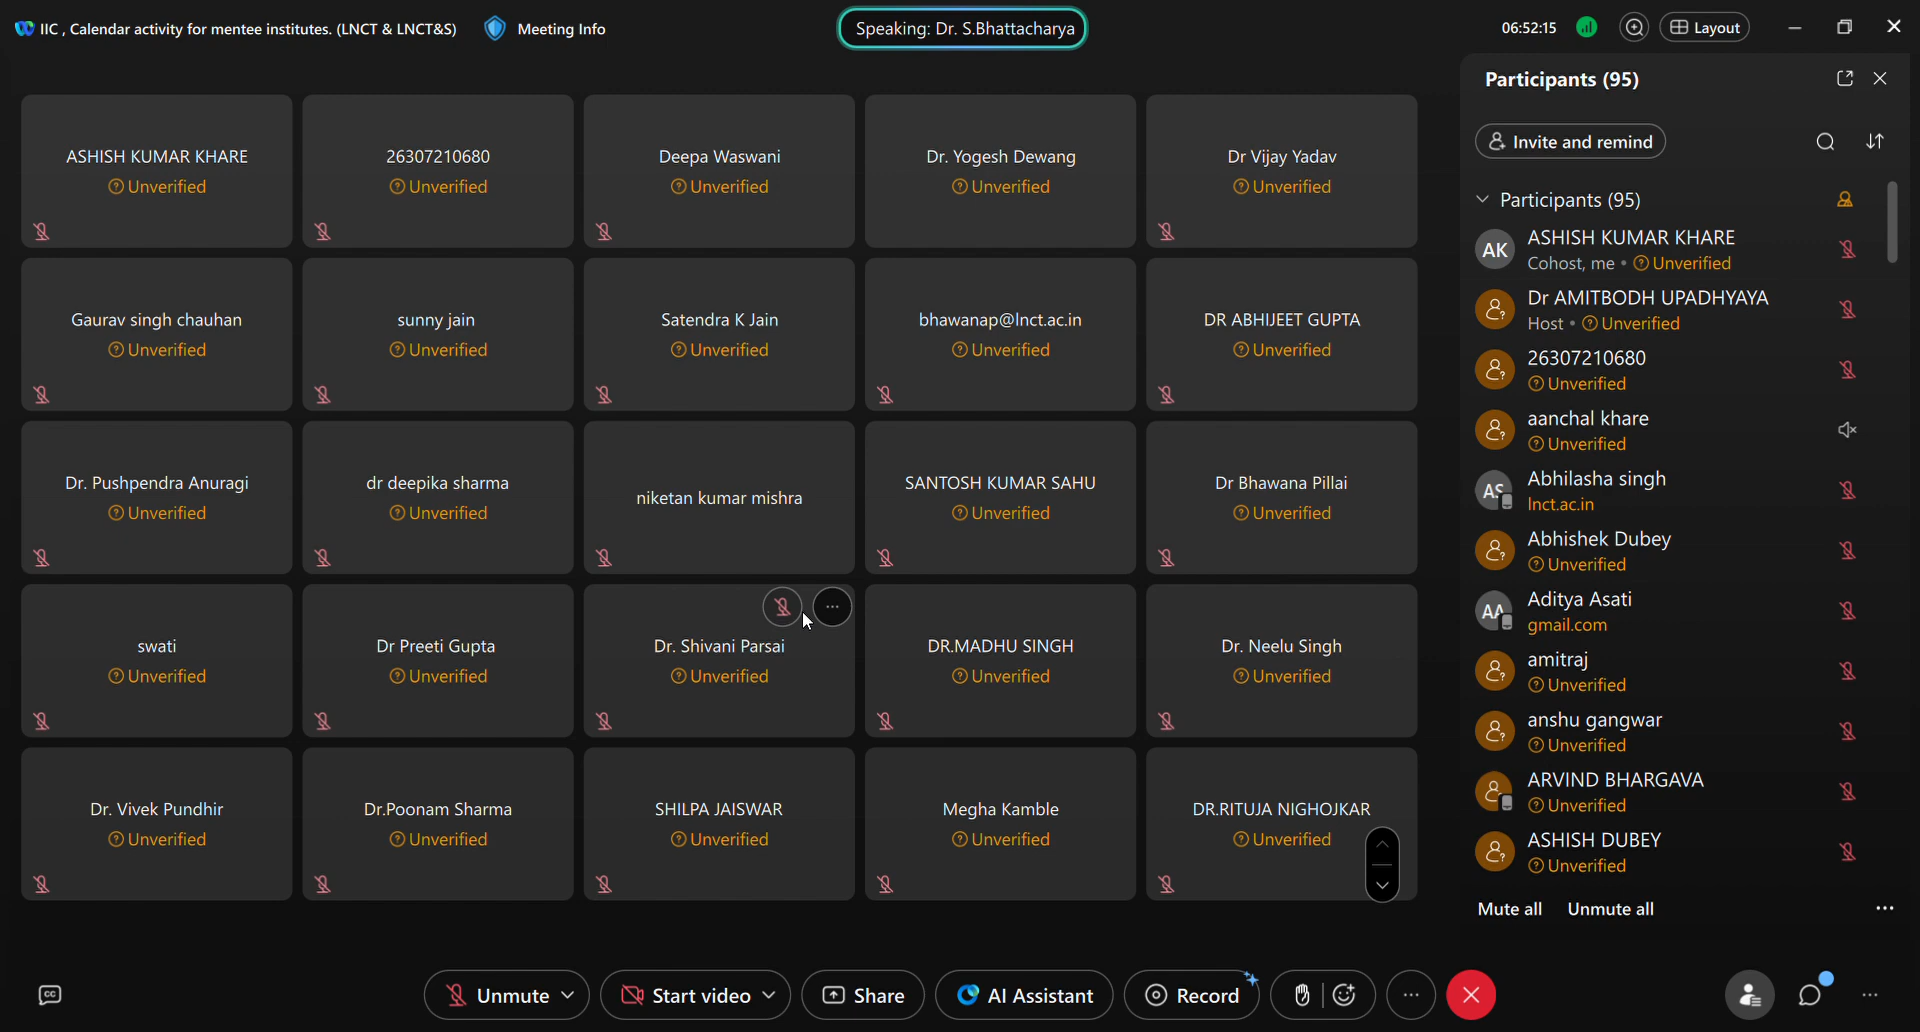 IIC , Calendar activity for mentee institutes. (LNCT & LNCT&S) Meeting Info
Speaking: Dr. S.Bhattacharya
06:52:15 Layout
ASHISH KUMAR KHARE
Unverified
26307210680
Unverified
Deepa Waswani
Unverified
Dr. Yogesh Dewang
Unverified
Dr Vijay Yadav
Unverified
Gaurav singh chauhan
Unverified
sunny jain
Unverified
Satendra K Jain
Unverified
bhawanap@lnct.ac.in
Unverified
DR ABHIJEET GUPTA
Unverified
Dr. Pushpendra Anuragi
Unverified
dr deepika sharma
Unverified
niketan kumar mishra
SANTOSH KUMAR SAHU
Unverified
Dr Bhawana Pillai
Unverified
swati
Unverified
Dr Preeti Gupta
Unverified
Dr. Shivani Parsai
Unverified
DR.MADHU SINGH
Unverified
Dr. Neelu Singh
Unverified
Dr. Vivek Pundhir
Unverified
Dr.Poonam Sharma
Unverified
SHILPA JAISWAR
Unverified
Megha Kamble
Unverified
DR.RITUJA NIGHOJKAR
Unverified
Participants (95)
Invite and remind
Participants (95)
AK
ASHISH KUMAR KHARE
Cohost, me • Unverified
Dr AMITBODH UPADHYAYA
Host • Unverified
26307210680
Unverified
aanchal khare
Unverified
AS
Abhilasha singh
lnct.ac.in
Abhishek Dubey
Unverified
AA
Aditya Asati
gmail.com
amitraj
Unverified
anshu gangwar
Unverified
ARVIND BHARGAVA
Unverified
ASHISH DUBEY
Unverified
Mute all Unmute all
CC
Unmute
Start video
Share
AI Assistant
Record